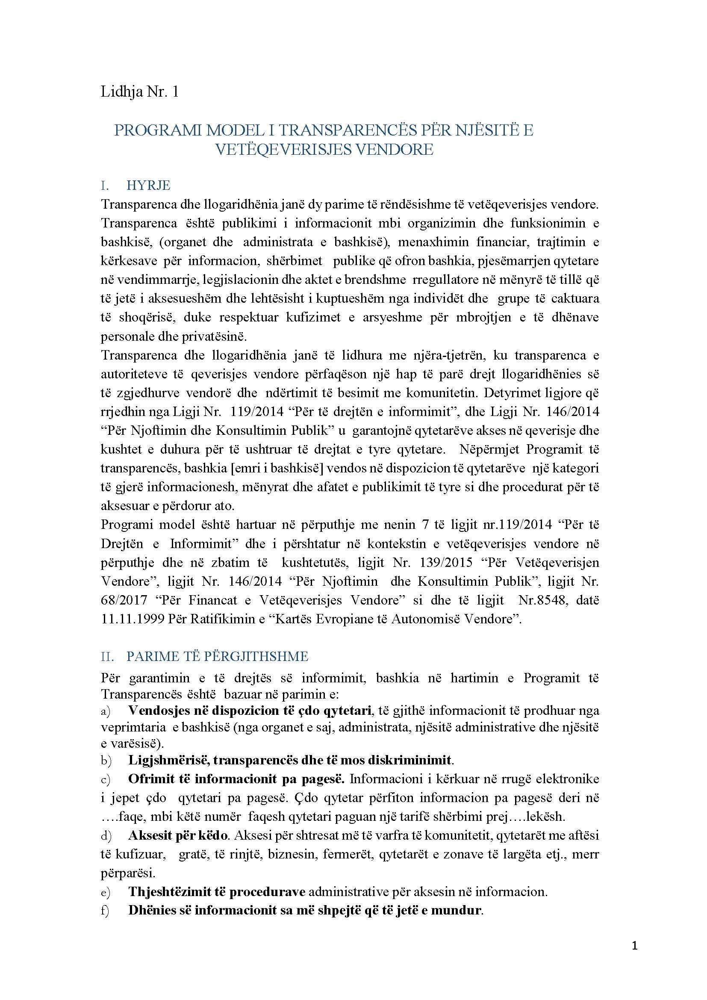 Lidhja Nr. 1
PROGRAMI MODEL I TRANSPARENCËS PËR NJËSITË E
VETËQEVERISJES VENDORE
I. HYRJE
Transparenca dhe llogaridhënia janë dy parime të rëndësishme të vetëqeverisjes vendore.
Transparenca është publikimi i informacionit mbi organizimin dhe funksionimin e
bashkisë, (organet dhe administrata e bashkisë), menaxhimin financiar, trajtimin e
kërkesave për informacion, shërbimet publike që ofron bashkia, pjesëmarrjen qytetare
në vendimmarrje, legjislacionin dhe aktet e brendshme rregullatore në mënyrë të tillë që
të jetë i aksesueshëm dhe lehtësisht i kuptueshëm nga individët dhe grupe të caktuara
të shoqërisë, duke respektuar kufizimet e arsyeshme për mbrojtjen e të dhënave
personale dhe privatësinë.
Transparenca dhe llogaridhënia janë të lidhura me njëra-tjetrën, ku transparenca e
autoriteteve të qeverisjes vendore përfaqëson një hap të parë drejt llogaridhënies së
të zgjedhurve vendorë dhe ndërtimit të besimit me komunitetin. Detyrimet ligjore që
rrjedhin nga Ligji Nr. 119/2014 “Për të drejtën e informimit”, dhe Ligji Nr. 146/2014
“Për Njoftimin dhe Konsultimin Publik” u garantojnë qytetarëve akses në qeverisje dhe
kushtet e duhura për të ushtruar të drejtat e tyre qytetare. Nëpërmjet Programit të
transparencës, bashkia [emri i bashkisë] vendos në dispozicion të qytetarëve një kategori
të gjerë informacionesh, mënyrat dhe afatet e publikimit të tyre si dhe procedurat për të
aksesuar e përdorur ato.
Programi model është hartuar në përputhje me nenin 7 të ligjit nr.119/2014 “Për të
Drejtën e Informimit” dhe i përshtatur në kontekstin e vetëqeverisjes vendore në
përputhje dhe në zbatim të kushtetutës, ligjit Nr. 139/2015 “Për Vetëqeverisjen
Vendore”, ligjit Nr. 146/2014 “Për Njoftimin dhe Konsultimin Publik”, ligjit Nr.
68/2017 “Për Financat e Vetëqeverisjes Vendore” si dhe të ligjit Nr.8548, datë
11.11.1999 Për Ratifikimin e “Kartës Evropiane të Autonomisë Vendore”.
II. PARIME TË PËRGJITHSHME
Për garantimin e të drejtës së informimit, bashkia në hartimin e Programit të
Transparencës është bazuar në parimin e:
a) Vendosjes në dispozicion të çdo qytetari, të gjithë informacionit të prodhuar nga
veprimtaria e bashkisë (nga organet e saj, administrata, njësitë administrative dhe njësitë
e varësisë).
b) Ligjshmërisë, transparencës dhe të mos diskriminimit.
c) Ofrimit të informacionit pa pagesë. Informacioni i kërkuar në rrugë elektronike
i jepet çdo qytetari pa pagesë. Çdo qytetar përfiton informacion pa pagesë deri në
….faqe, mbi këtë numër faqesh qytetari paguan një tarifë shërbimi prej….lekësh.
d) Aksesit për këdo. Aksesi për shtresat më të varfra të komunitetit, qytetarët me aftësi
të kufizuar, gratë, të rinjtë, biznesin, fermerët, qytetarët e zonave të largëta etj., merr
përparësi.
e) Thjeshtëzimit të procedurave administrative për aksesin në informacion.
f) Dhënies së informacionit sa më shpejtë që të jetë e mundur.
1